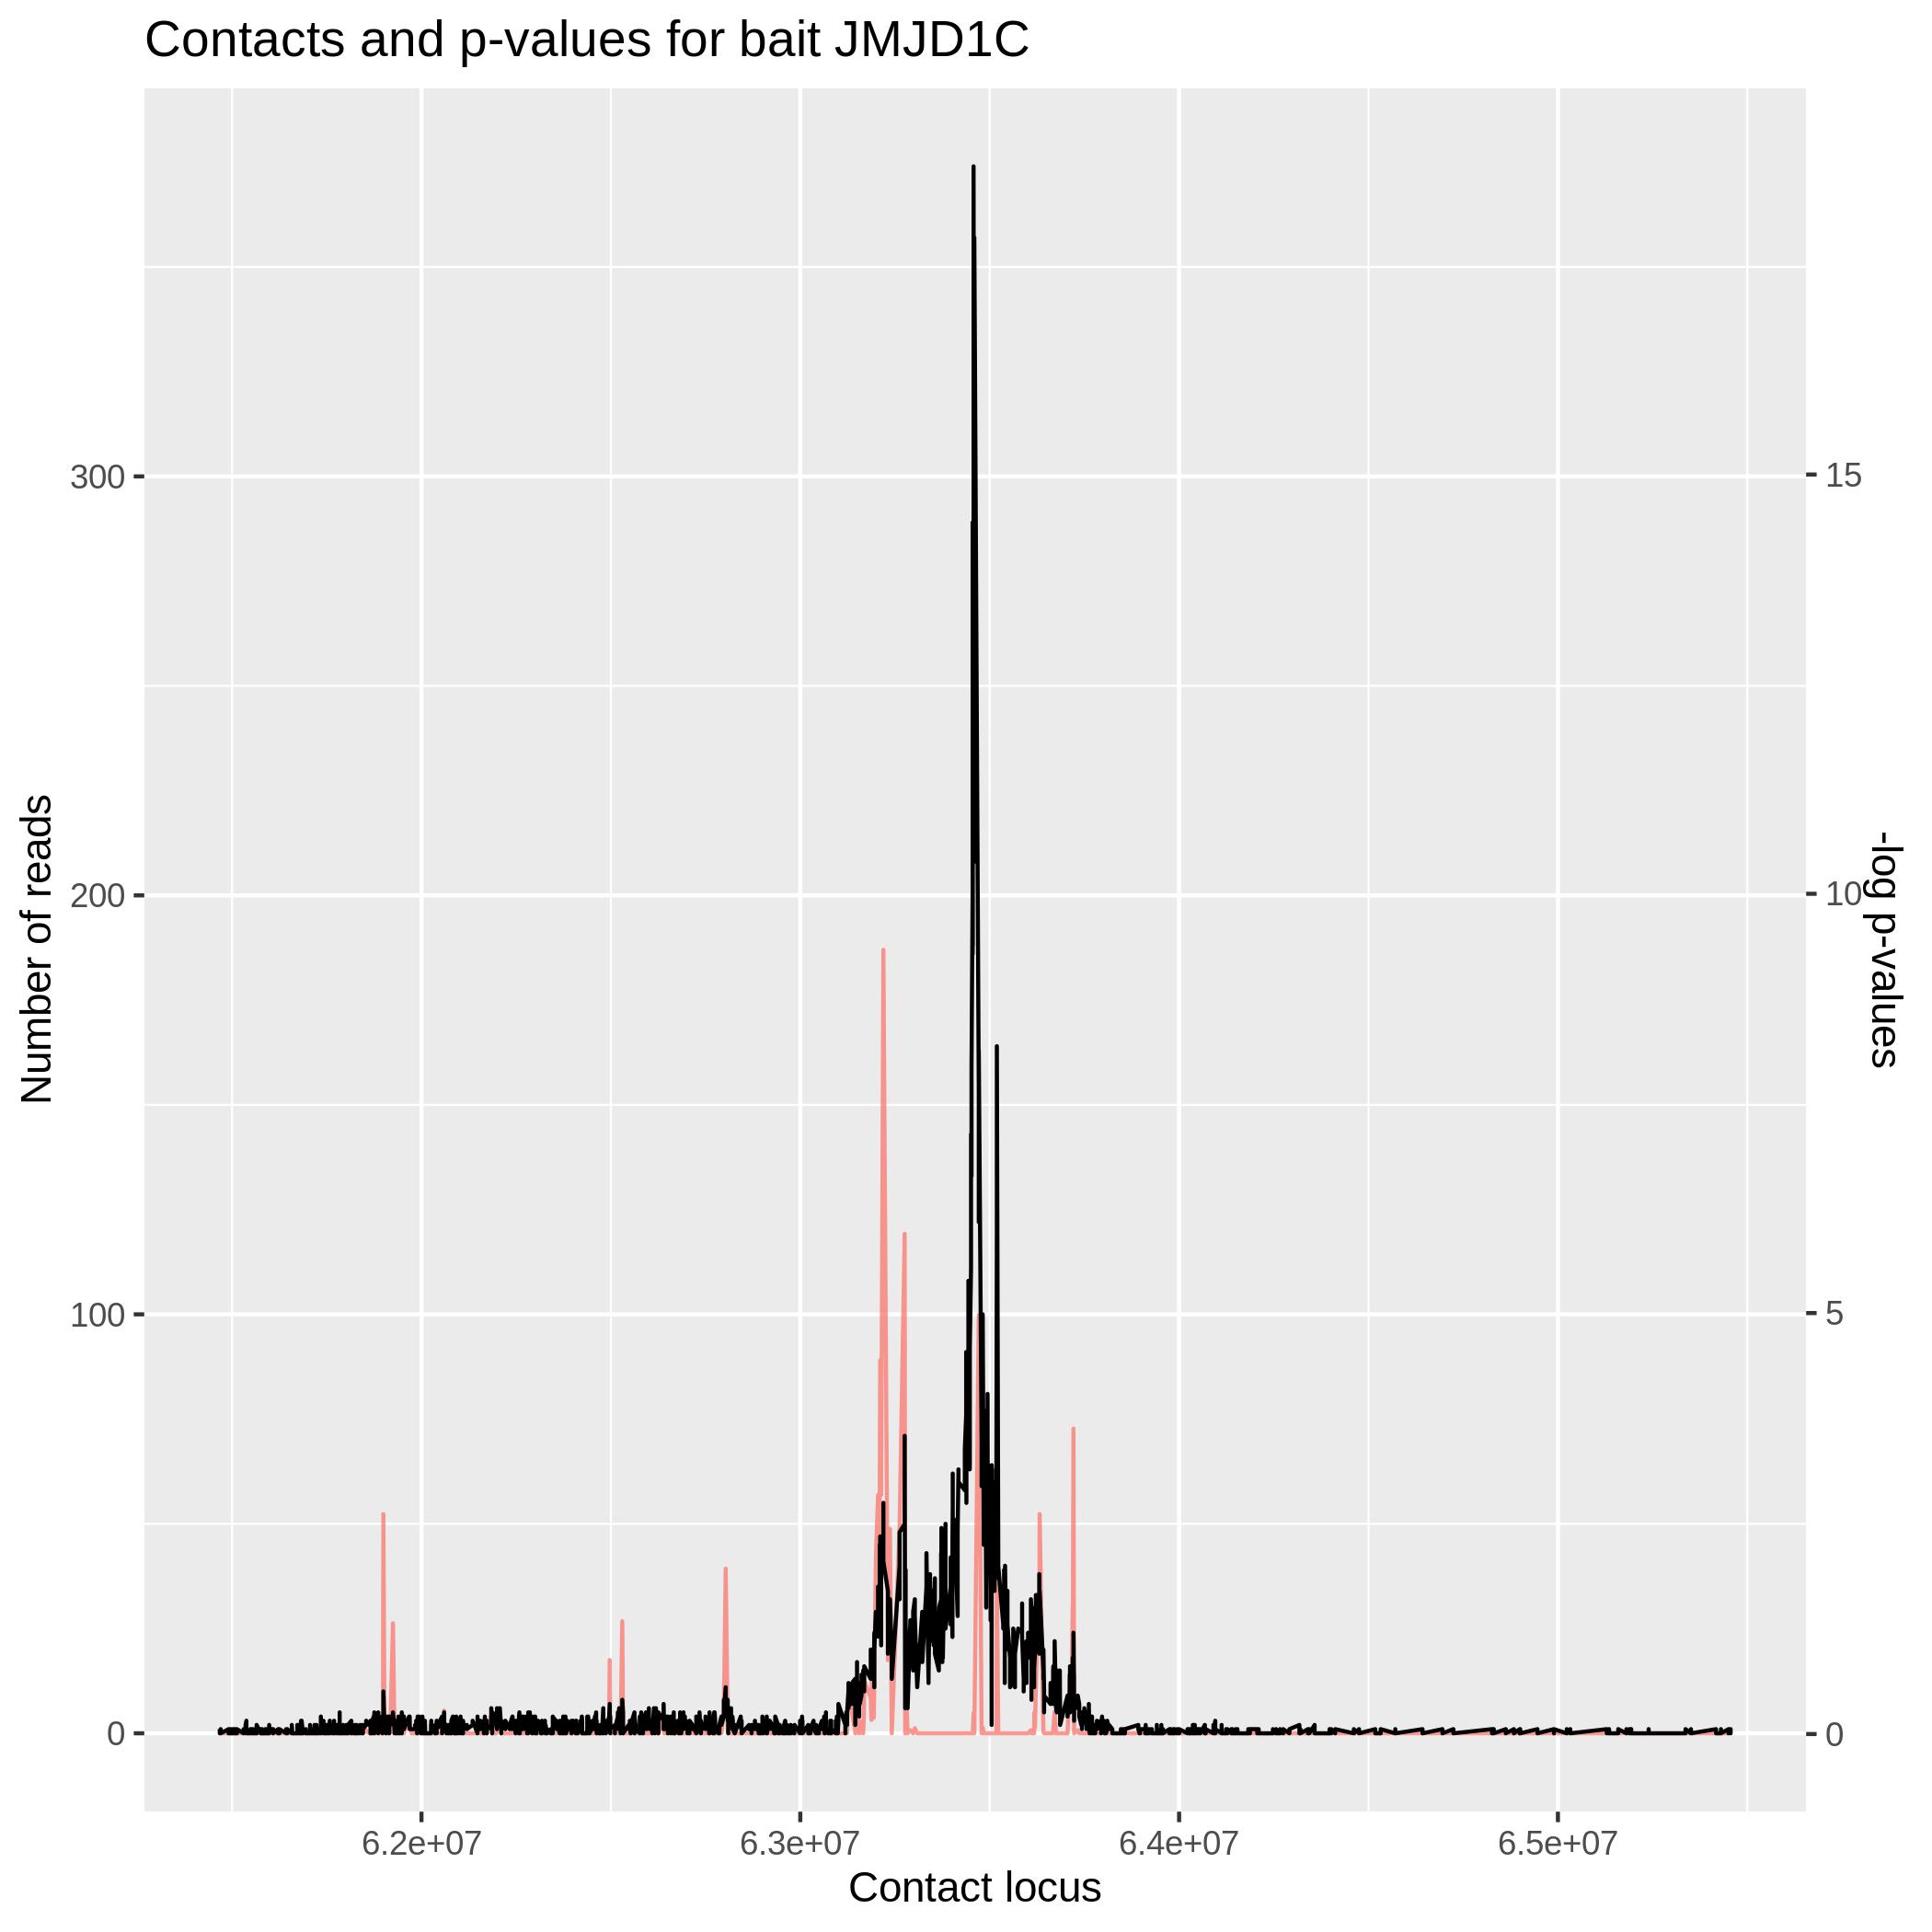 Contacts and p-values for bait JMJD1C
Number of reads
300
200
100
0
15
10
5
0
-log p-values
6.2e+07
6.3e+07
6.4e+07
6.5e+07
Contact locus